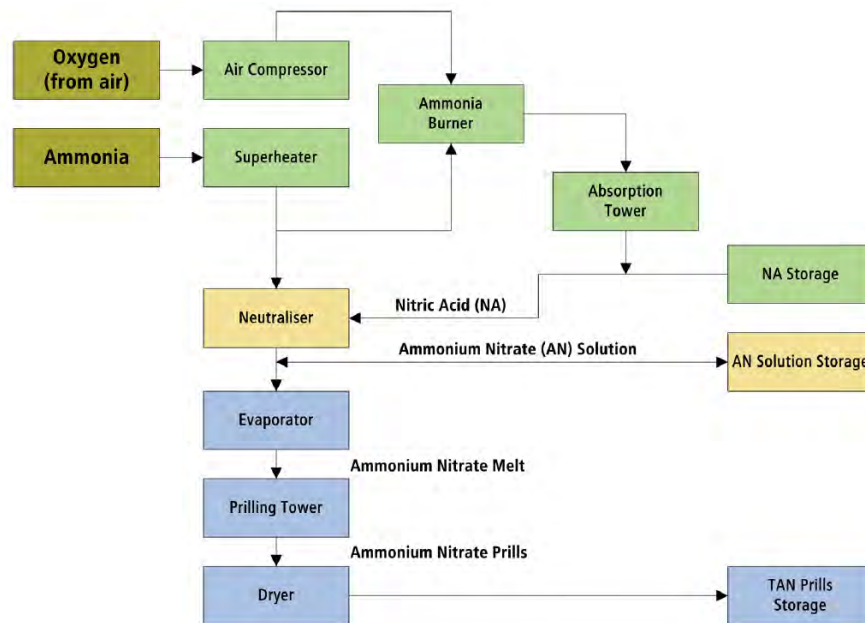 Oxygen
(from air)
Air Compressor
Ammonia
Burner
Ammonia
Superheater
Absorption
Tower
NA Storage
Nitric Acid (NA)
Neutraliser
Ammonium Nitrate (AN) Solution
AN Solution Storage
Evaporator
Ammonium Nitrate Melt
Prilling Tower
Ammonium Nitrate Prills
Dryer
TAN Prills
Storage